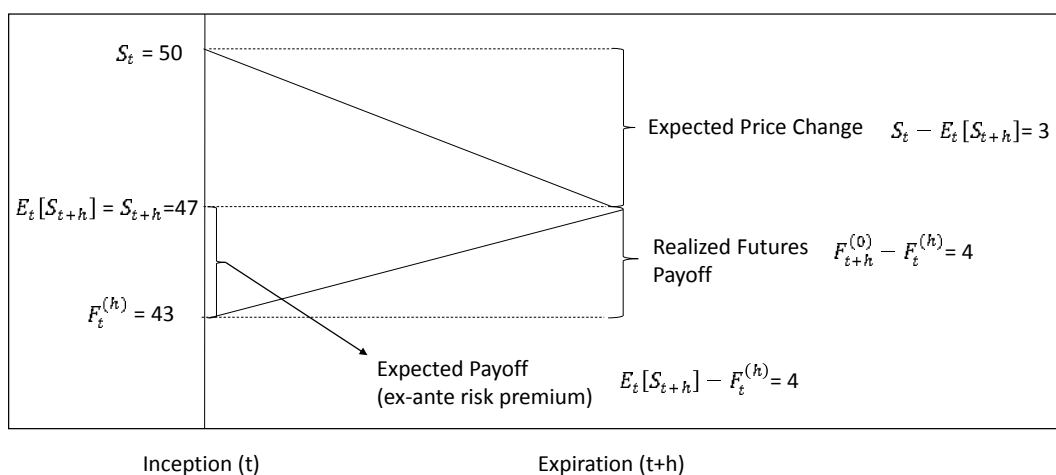 S_t = 50
Expected Price Change S_t − E_t[S_{t+h}]= 3
E_t[S_{t+h}] = S_{t+h}=47
Realized Futures
Payoff
F_{t+h}^{(0)} − F_t^{(h)} = 4
F_t^{(h)} = 43
Expected Payoff
(ex-ante risk premium)
E_t[S_{t+h}] − F_t^{(h)}= 4
Inception (t) Expiration (t+h)